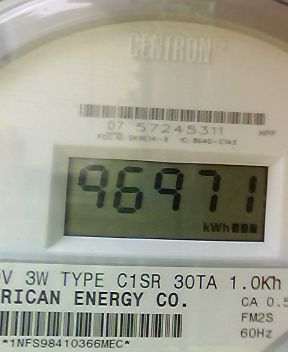 CENTRON®
07 57245311 HPP
96971
kWh
V 3W TYPE C1SR 30TA 1.0Kh
RICAN ENERGY CO.
CA 0.5
FM2S
60Hz
*1NFS98410366MEC*